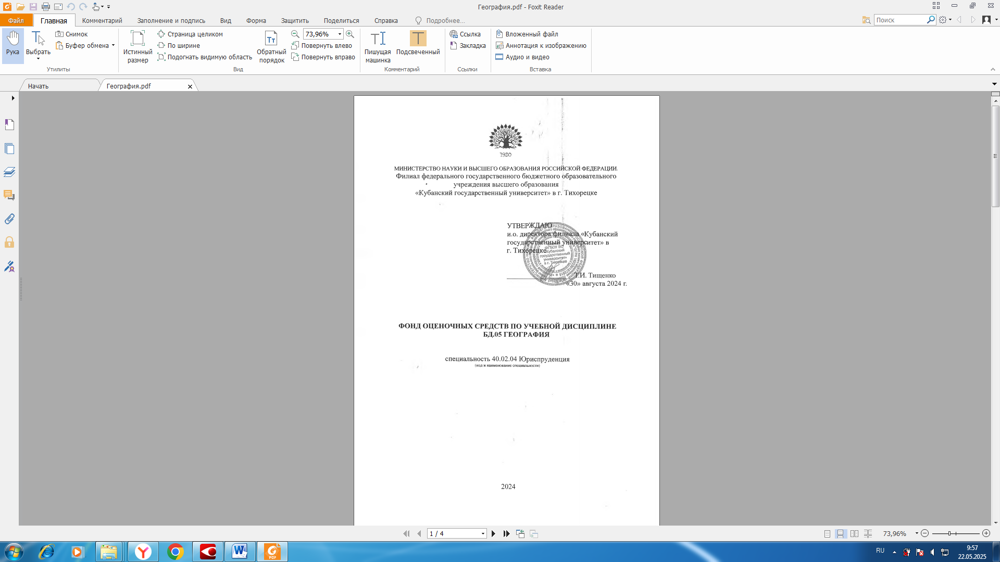 География.pdf - Foxit Reader
Файл Главная Комментарий Заполнение и подпись Вид Форма Защитить Поделиться Справка Подробнее... Поиск
Рука
Выбрать
Снимок
Буфер обмена
Утилиты
Истинный размер
Страница целиком
По ширине
Подогнать видимую область
Обратный порядок
73,96%
Повернуть влево
Повернуть вправо
Вид
Пишущая машинка
Подсвеченный
Комментарий
Ссылка
Закладка
Ссылки
Вложенный файл
Аннотация к изображению
Аудио и видео
Вставка
Начать
География.pdf
1920
МИНИСТЕРСТВО НАУКИ И ВЫСШЕГО ОБРАЗОВАНИЯ РОССИЙСКОЙ ФЕДЕРАЦИИ.
Филиал федерального государственного бюджетного образовательного
учреждения высшего образования
«Кубанский государственный университет» в г. Тихорецке
УТВЕРЖДАЮ
и.о. директора филиала «Кубанский
государственный университет» в
г. Тихорецке
ФГБОУ ВО
«Кубанский
государственный
университет»
в г. Тихорецке
Т.И. Тищенко
«30» августа 2024 г.
ФОНД ОЦЕНОЧНЫХ СРЕДСТВ ПО УЧЕБНОЙ ДИСЦИПЛИНЕ
БД.05 ГЕОГРАФИЯ
специальность 40.02.04 Юриспруденция
(код и наименование специальности)
2024
1 / 4
73,96%
RU
9:57
22.05.2025